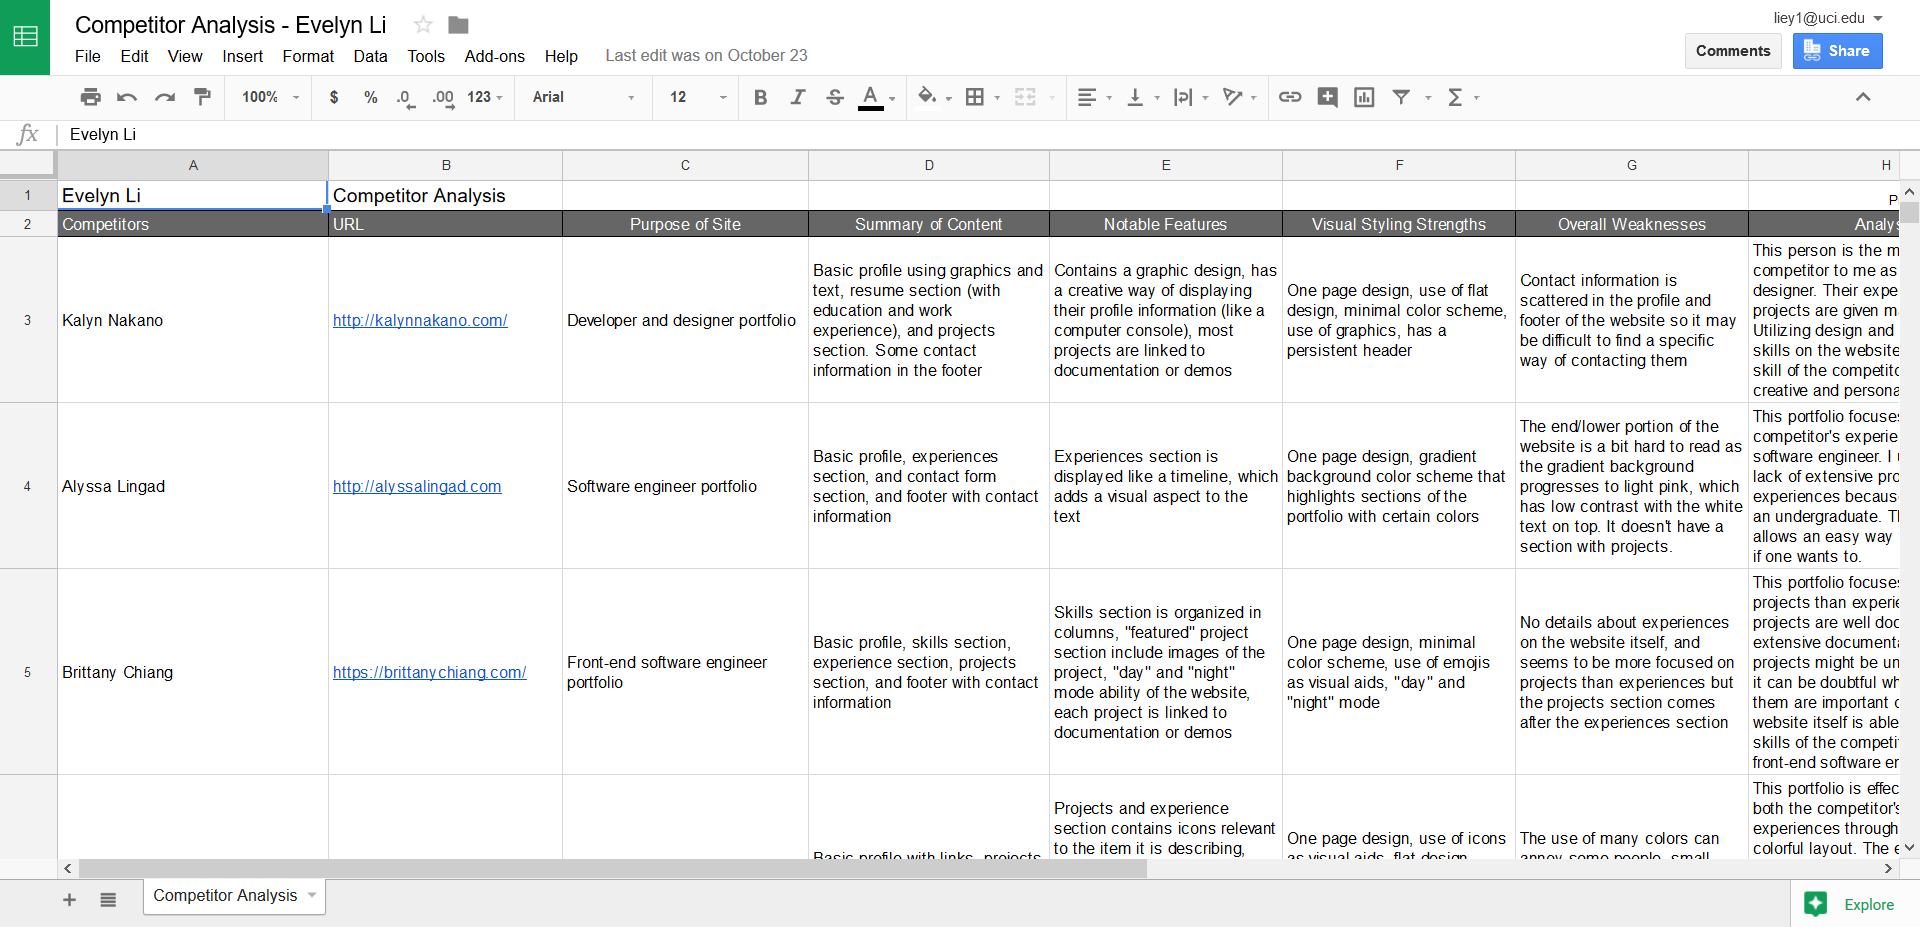 Competitor Analysis - Evelyn Li
liey1@uci.edu
File Edit View Insert Format Data Tools Add-ons Help Last edit was on October 23
Comments
Share
100% $ % .0 .00 123 Arial 12 B I S A
fx Evelyn Li
A B C D E F G H
1 Evelyn Li Competitor Analysis
2 Competitors URL Purpose of Site Summary of Content Notable Features Visual Styling Strengths Overall Weaknesses
3
Kalyn Nakano
http://kalynnakano.com/
Developer and designer portfolio
Basic profile using graphics and
text, resume section (with
education and work
experience), and projects
section. Some contact
information in the footer
Contains a graphic design, has
a creative way of displaying
their profile information (like a
computer console), most
projects are linked to
documentation or demos
One page design, use of flat
design, minimal color scheme,
use of graphics, has a
persistent header
Contact information is
scattered in the profile and
footer of the website so it may
be difficult to find a specific
way of contacting them
This person is the
competitor to me as
designer. Their
projects are given
Utilizing design and
skills on the website
skill of the
creative and
4
Alyssa Lingad
http://alyssalingad.com
Software engineer portfolio
Basic profile, experiences
section, and contact form
section, and footer with contact
information
Experiences section is
displayed like a timeline, which
adds a visual aspect to the
text
One page design, gradient
background color scheme that
highlights sections of the
portfolio with certain colors
The end/lower portion of the
website is a bit hard to read as
the gradient background
progresses to light pink, which
has low contrast with the white
text on top. It doesn't have a
section with projects.
This portfolio
competitor's
software engineer. I
lack of extensive
experiences
an undergraduate.
allows an easy way
if one wants to.
5
Brittany Chiang
https://brittanychiang.com/
Front-end software engineer
portfolio
Basic profile, skills section,
experience section, projects
section, and footer with contact
information
Skills section is organized in
columns, "featured" project
section include images of the
project, "day" and "night"
mode ability of the website,
each project is linked to
documentation or demos
One page design, minimal
color scheme, use of emojis
as visual aids, "day" and
"night" mode
No details about experiences
on the website itself, and
seems to be more focused on
projects than experiences but
the projects section comes
after the experiences section
This portfolio
projects than
projects are well
extensive
projects might be
it can be doubtful
them are important
website itself is able
skills of the
front-end software
Basic profile with links, projects
Projects and experience
section contains icons relevant
to the item it is describing,
One page design, use of icons
as visual aids, flat design
The use of many colors can
annoy some people, small
This portfolio is
both the competitor's
experiences through
colorful layout. The
Competitor Analysis
Explore